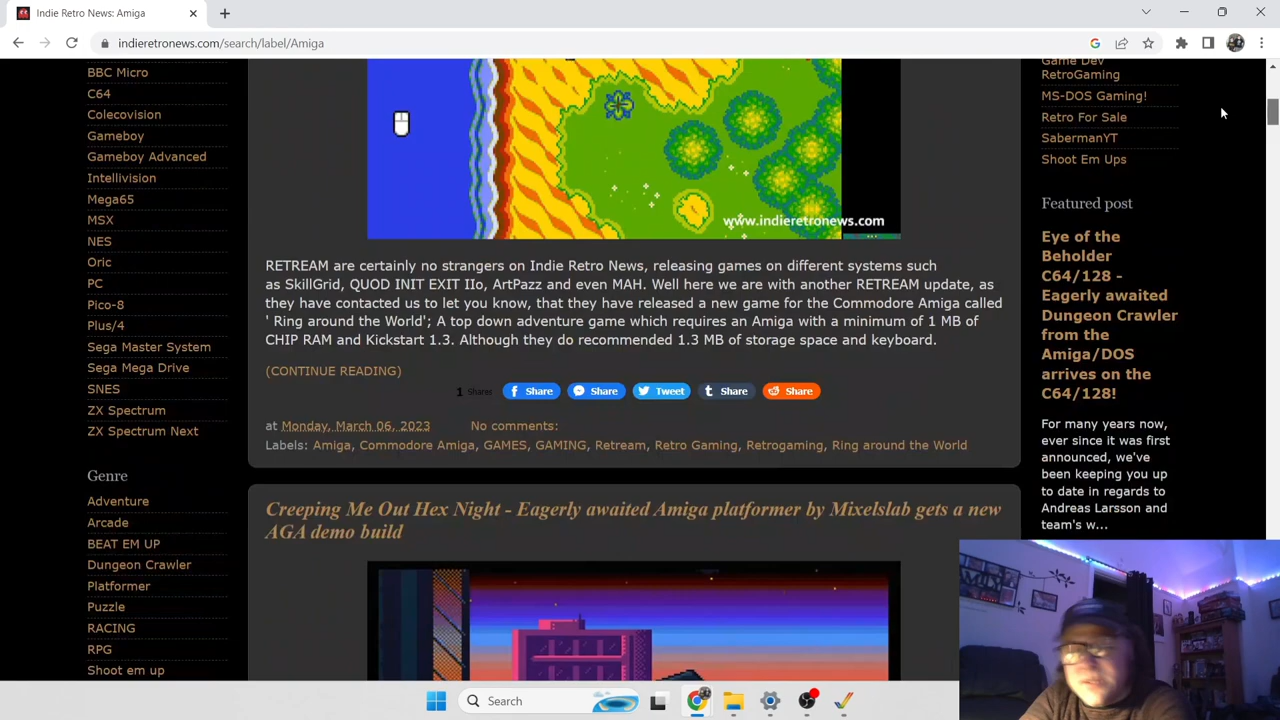 Indie Retro News: Amiga
indieretronews.com/search/label/Amiga
BBC Micro
C64
Colecovision
Gameboy
Gameboy Advanced
Intellivision
Mega65
MSX
NES
Oric
PC
Pico-8
Plus/4
Sega Master System
Sega Mega Drive
SNES
ZX Spectrum
ZX Spectrum Next
Genre
Adventure
Arcade
BEAT EM UP
Dungeon Crawler
Platformer
Puzzle
RACING
RPG
Shoot em up
www.indieretronews.com
RETREAM are certainly no strangers on Indie Retro News, releasing games on different systems such
as SkillGrid, QUOD INIT EXIT IIo, ArtPazz and even MAH. Well here we are with another RETREAM update, as
they have contacted us to let you know, that they have released a new game for the Commodore Amiga called
' Ring around the World'; A top down adventure game which requires an Amiga with a minimum of 1 MB of
CHIP RAM and Kickstart 1.3. Although they do recommended 1.3 MB of storage space and keyboard.
(CONTINUE READING)
1 Shares Share Share Tweet Share Share
at Monday, March 06, 2023 No comments:
Labels: Amiga, Commodore Amiga, GAMES, GAMING, Retream, Retro Gaming, Retrogaming, Ring around the World
Creeping Me Out Hex Night - Eagerly awaited Amiga platformer by Mixelslab gets a new
AGA demo build
Game Dev
RetroGaming
MS-DOS Gaming!
Retro For Sale
SabermanYT
Shoot Em Ups
Featured post
Eye of the
Beholder
C64/128 -
Eagerly awaited
Dungeon Crawler
from the
Amiga/DOS
arrives on the
C64/128!
For many years now,
ever since it was first
announced, we've
been keeping you up
to date in regards to
Andreas Larsson and
team's w...
Search